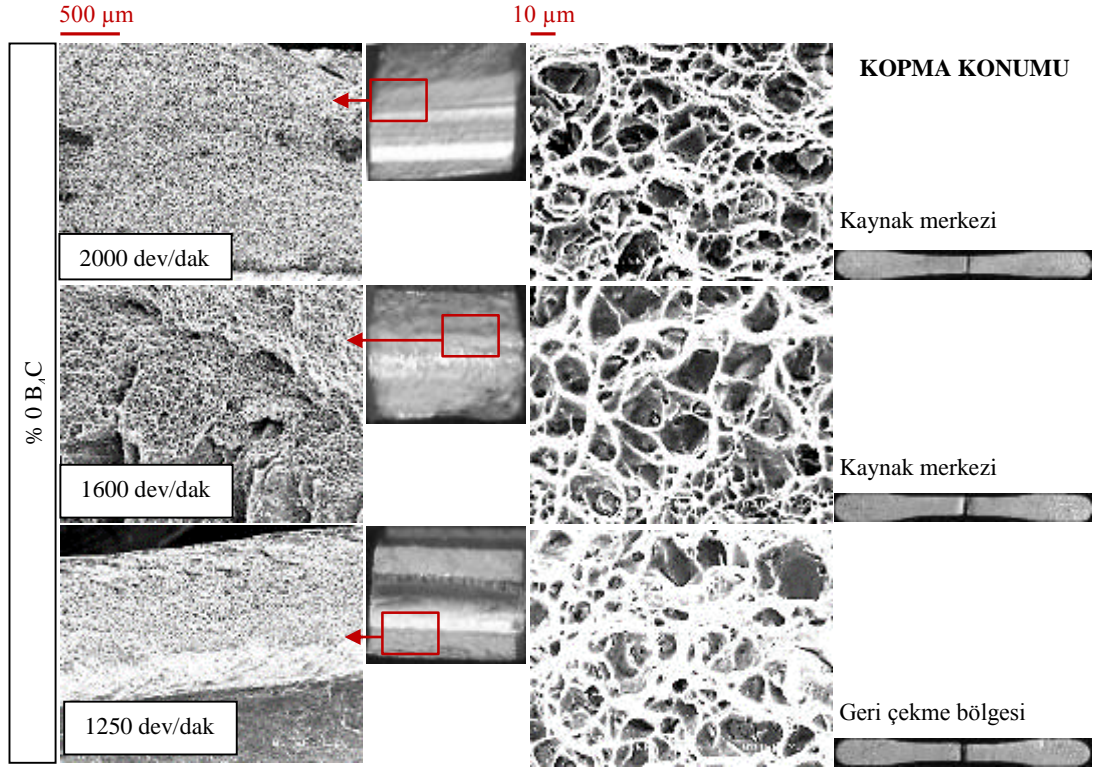 500 µm
10 µm
KOPMA KONUMU
% 0 B₄C
2000 dev/dak
Kaynak merkezi
1600 dev/dak
Kaynak merkezi
1250 dev/dak
Geri çekme bölgesi